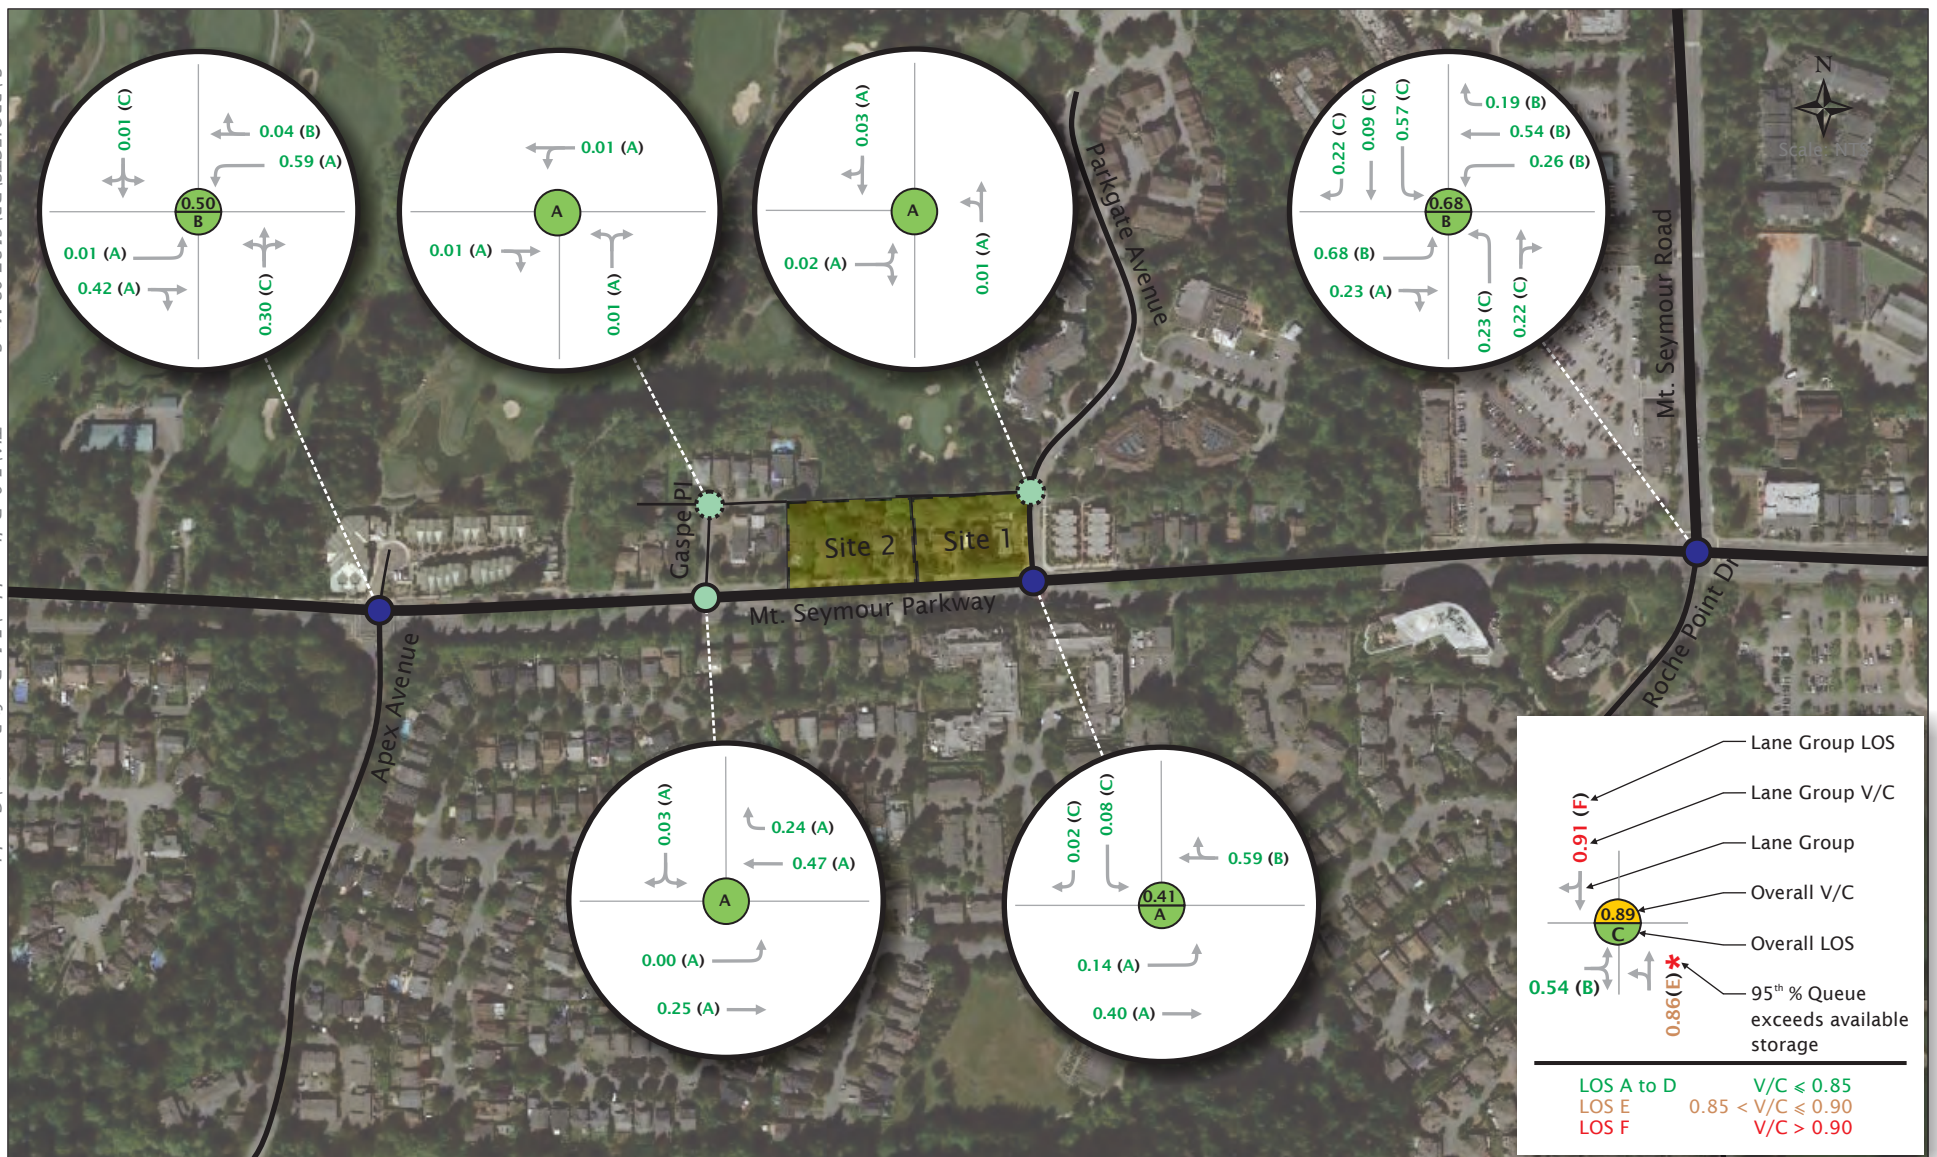 0.01 (C)
0.04 (B)
0.59 (A)
0.50
B
0.01 (A)
0.42 (A)
0.30 (C)
0.01 (A)
A
0.01 (A)
0.01 (A)
0.03 (A)
A
0.02 (A)
0.01 (A)
0.22 (C)
0.09 (C)
0.57 (C)
0.19 (B)
0.54 (B)
0.26 (B)
0.68
B
0.68 (B)
0.23 (A)
0.23 (C)
0.22 (C)
N
Scale: NTS
Parkgate Avenue
Mt. Seymour Road
Gaspe Pl
Site 2
Site 1
Mt. Seymour Parkway
Apex Avenue
Roche Point Dr
0.03 (A)
0.24 (A)
0.47 (A)
A
0.00 (A)
0.25 (A)
0.02 (C)
0.08 (C)
0.59 (B)
0.41
A
0.14 (A)
0.40 (A)
Lane Group LOS
0.91 (F)
Lane Group V/C
Lane Group
Overall V/C
0.89
C
Overall LOS
0.54 (B)
0.86(E)*
95th % Queue
exceeds available
storage
LOS A to D V/C ⩽ 0.85
LOS E 0.85 < V/C ⩽ 0.90
LOS F V/C > 0.90